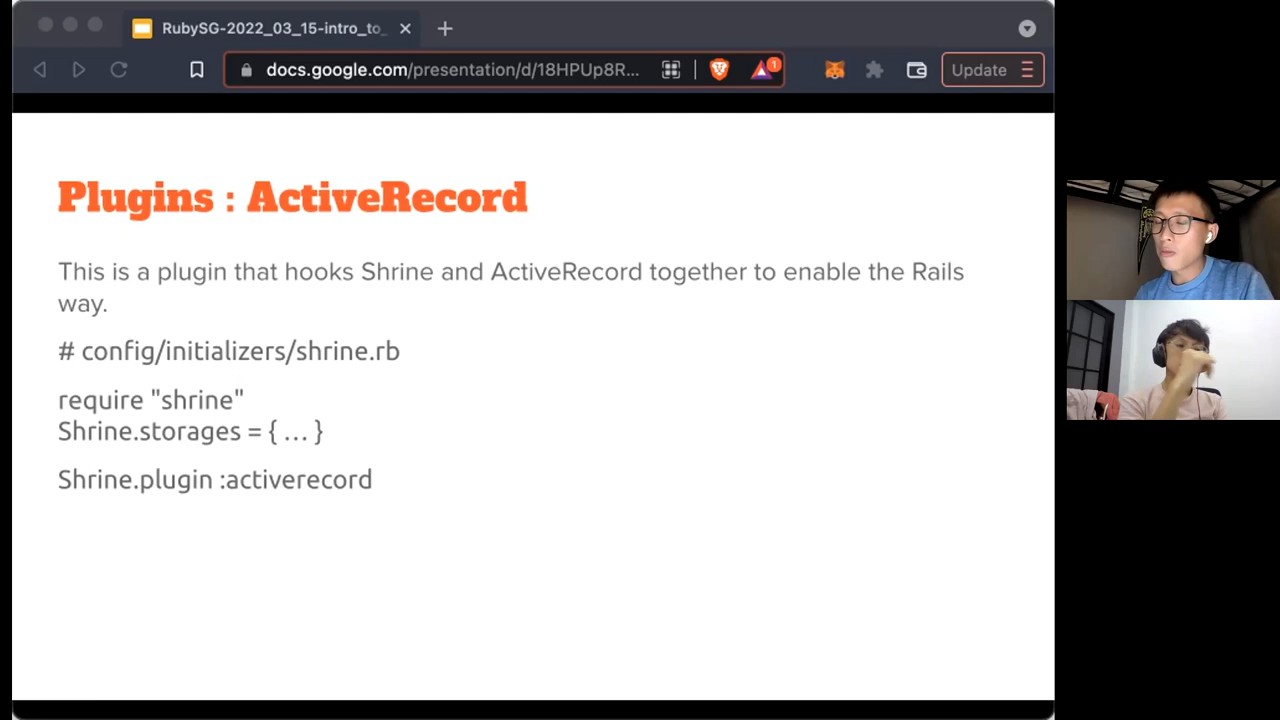 RubySG-2022_03_15-intro_to_
docs.google.com/presentation/d/18HPUp8R...
1
Update
Plugins : ActiveRecord
This is a plugin that hooks Shrine and ActiveRecord together to enable the Rails
way.
# config/initializers/shrine.rb
require "shrine"
Shrine.storages = { … }
Shrine.plugin :activerecord